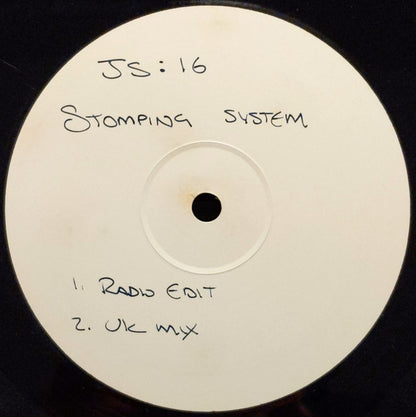 JS:16
STOMPING SYSTEM
1. RADIO EDIT
2. UK MIX